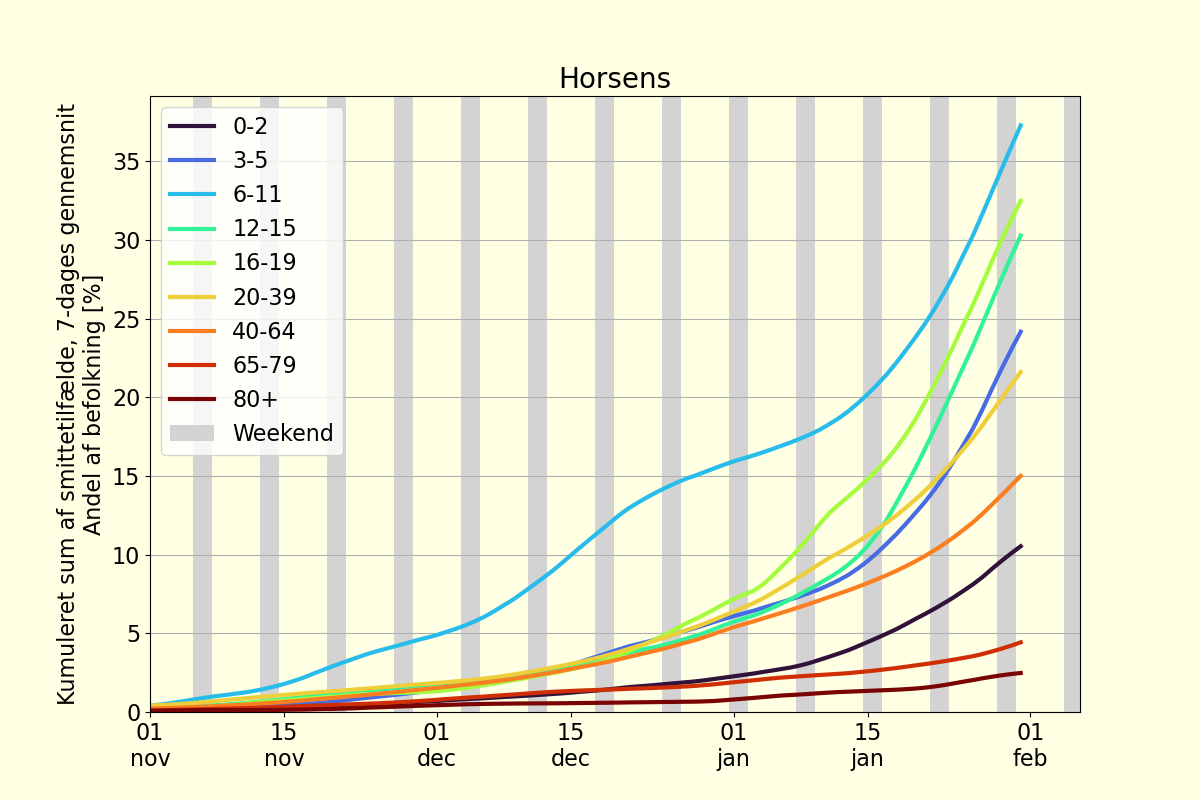 Horsens
Kumuleret sum af smittetilfælde, 7-dages gennemsnit
Andel af befolkning [%]
0-2
3-5
6-11
12-15
16-19
20-39
40-64
65-79
80+
Weekend
35
30
25
20
15
10
5
0
01 15 01 15 01 15 01
nov nov dec dec jan jan feb